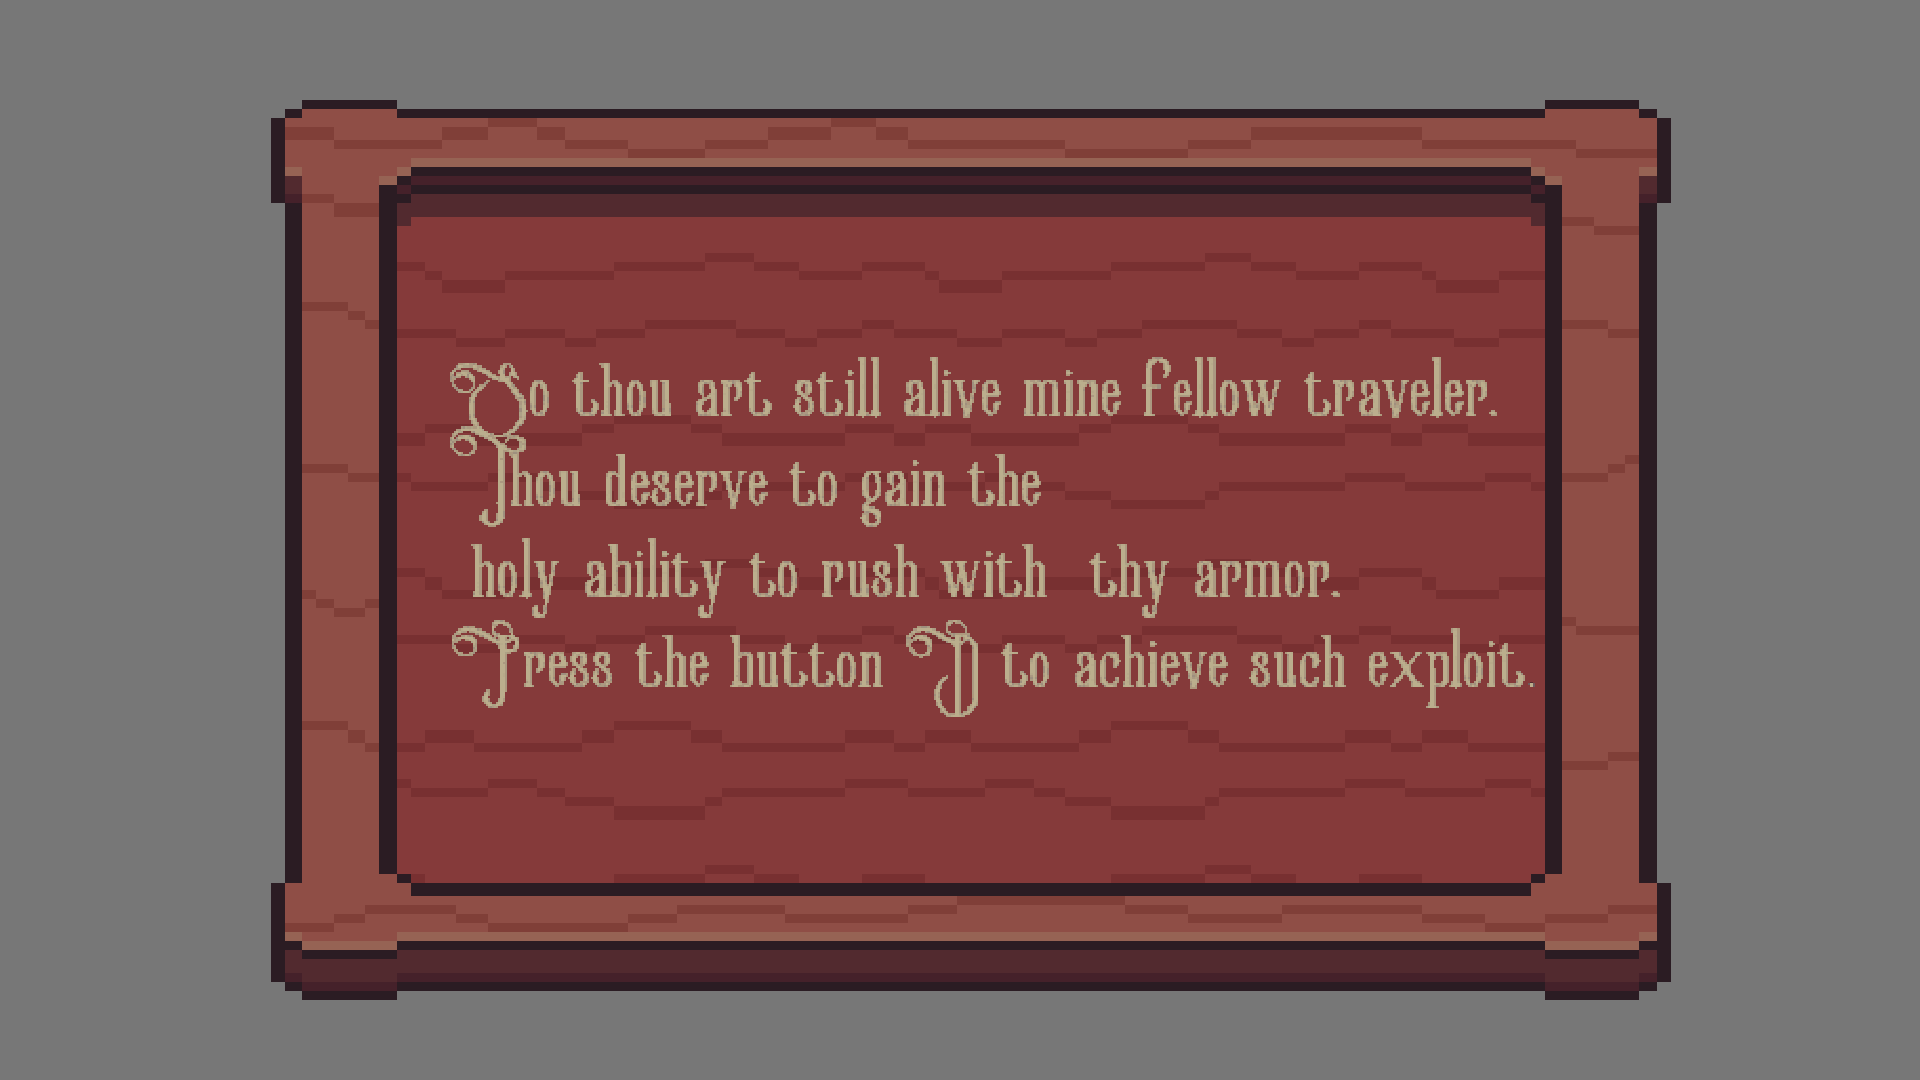 So thou art still alive mine fellow traveler.
Thou deserve to gain the
holy ability to rush with thy armor.
Press the button D to achieve such exploit.